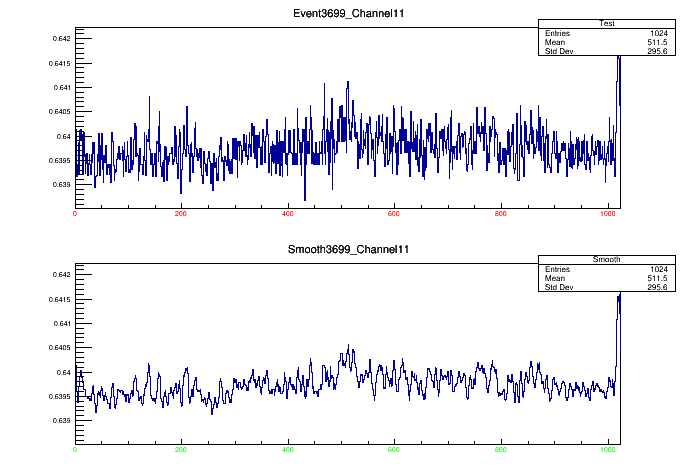 Event3699_Channel11
Test
Entries 1024
Mean 511.5
Std Dev 295.6
0.642
0.6415
0.641
0.6405
0.64
0.6395
0.639
0 200 400 600 800 1000
Smooth3699_Channel11
Smooth
Entries 1024
Mean 511.5
Std Dev 295.6
0.642
0.6415
0.641
0.6405
0.64
0.6395
0.639
0 200 400 600 800 1000